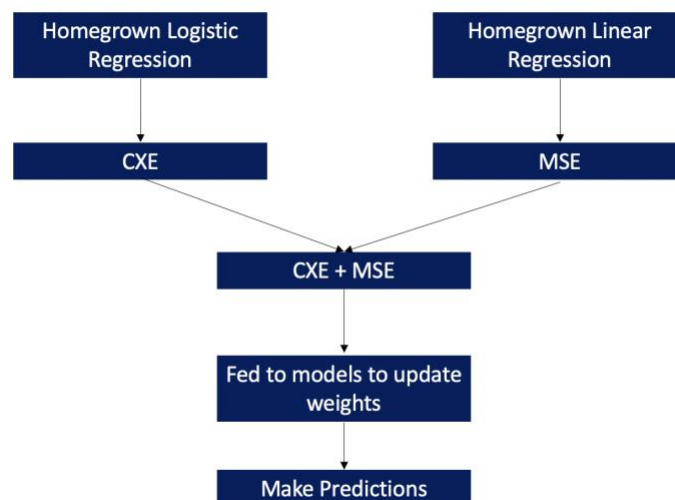 Homegrown Logistic
Regression
Homegrown Linear
Regression
CXE
MSE
CXE + MSE
Fed to models to update
weights
Make Predictions